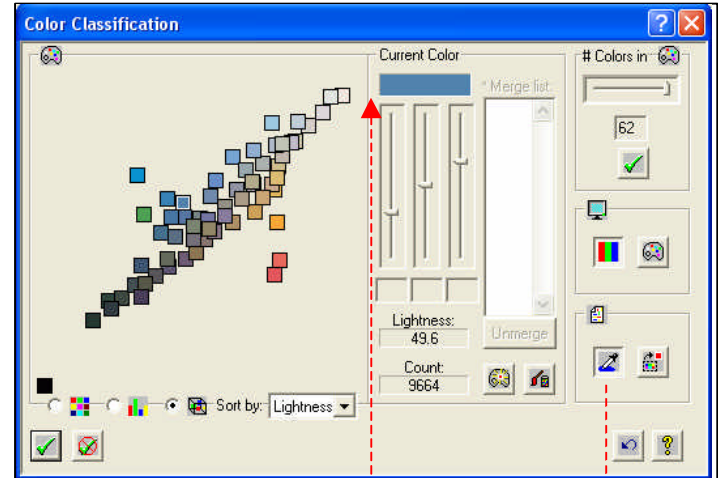 Color Classification
Current Color
* Merge list:
# Colors in
62
Lightness:
49.6
Unmerge
Count:
9664
Sort by: Lightness